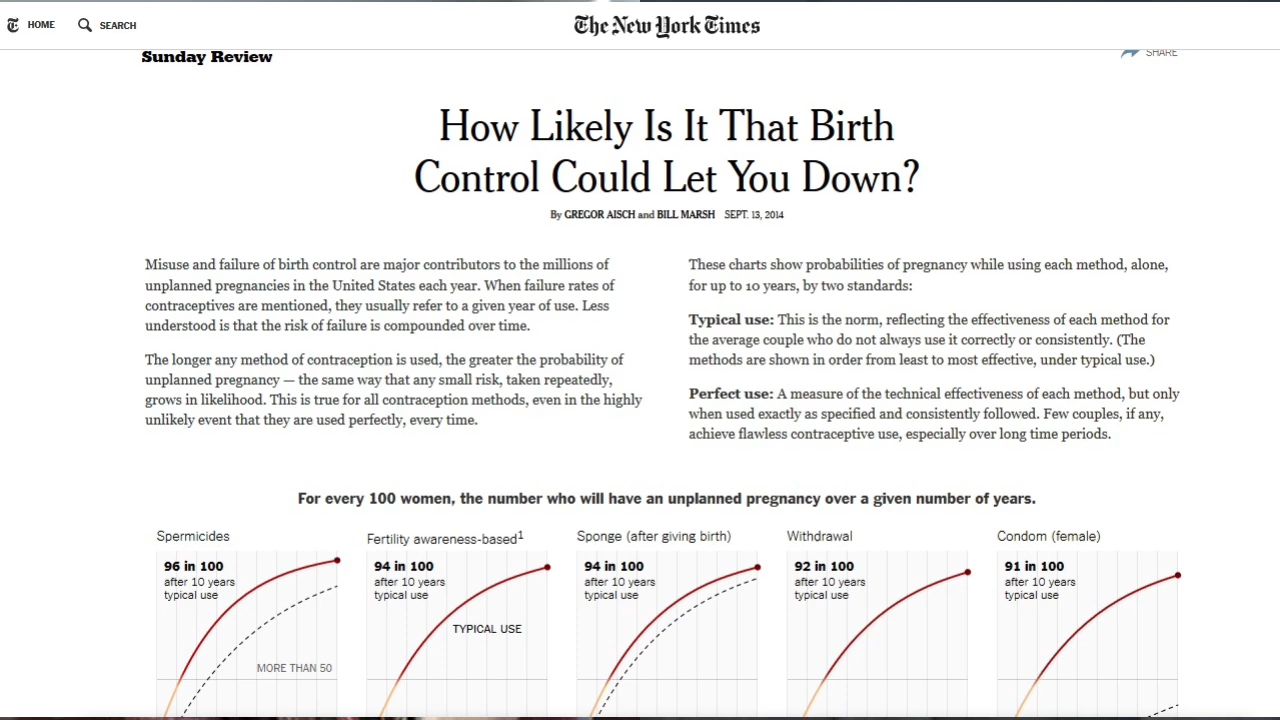 HOME
SEARCH
The New York Times
Sunday Review
SHARE
How Likely Is It That Birth
Control Could Let You Down?
By GREGOR AISCH and BILL MARSH SEPT. 13, 2014
Misuse and failure of birth control are major contributors to the millions of
unplanned pregnancies in the United States each year. When failure rates of
contraceptives are mentioned, they usually refer to a given year of use. Less
understood is that the risk of failure is compounded over time.
The longer any method of contraception is used, the greater the probability of
unplanned pregnancy — the same way that any small risk, taken repeatedly,
grows in likelihood. This is true for all contraception methods, even in the highly
unlikely event that they are used perfectly, every time.
These charts show probabilities of pregnancy while using each method, alone,
for up to 10 years, by two standards:
Typical use: This is the norm, reflecting the effectiveness of each method for
the average couple who do not always use it correctly or consistently. (The
methods are shown in order from least to most effective, under typical use.)
Perfect use: A measure of the technical effectiveness of each method, but only
when used exactly as specified and consistently followed. Few couples, if any,
achieve flawless contraceptive use, especially over long time periods.
For every 100 women, the number who will have an unplanned pregnancy over a given number of years.
Spermicides
96 in 100
after 10 years
typical use
MORE THAN 50
Fertility awareness-based1
94 in 100
after 10 years
typical use
TYPICAL USE
Sponge (after giving birth)
94 in 100
after 10 years
typical use
Withdrawal
92 in 100
after 10 years
typical use
Condom (female)
91 in 100
after 10 years
typical use